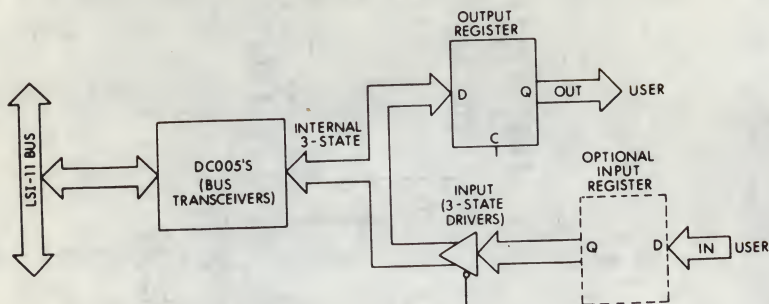 OUTPUT
REGISTER
D
Q
OUT
USER
C
INTERNAL
3-STATE
LSI-11 BUS
DC005'S
(BUS
TRANSCEIVERS)
INPUT
(3-STATE
DRIVERS)
OPTIONAL
INPUT
REGISTER
Q
D
IN
USER